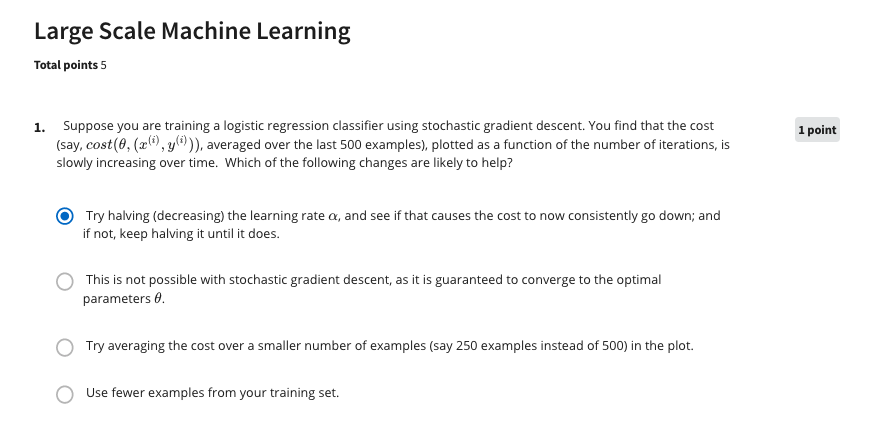 Large Scale Machine Learning
Total points 5
1. Suppose you are training a logistic regression classifier using stochastic gradient descent. You find that the cost
1 point
(say, cost(θ, (x^(i), y^(i))), averaged over the last 500 examples), plotted as a function of the number of iterations, is
slowly increasing over time. Which of the following changes are likely to help?
Try halving (decreasing) the learning rate α, and see if that causes the cost to now consistently go down; and
if not, keep halving it until it does.
This is not possible with stochastic gradient descent, as it is guaranteed to converge to the optimal
parameters θ.
Try averaging the cost over a smaller number of examples (say 250 examples instead of 500) in the plot.
Use fewer examples from your training set.